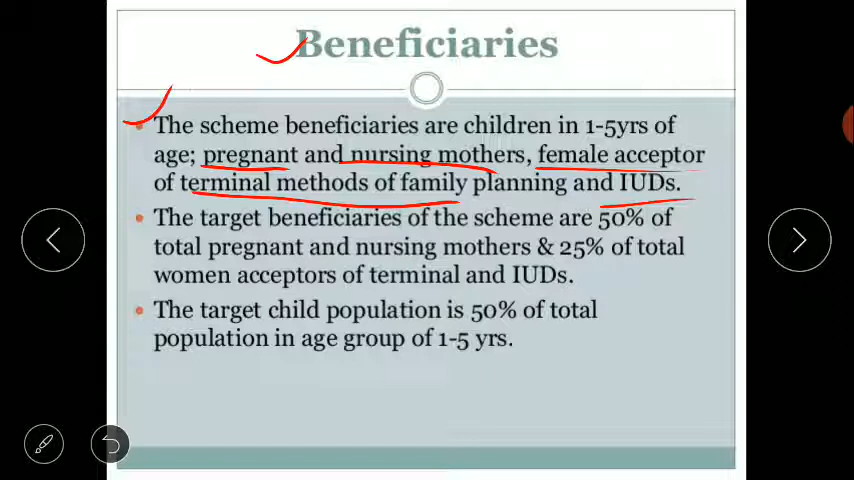 Beneficiaries
The scheme beneficiaries are children in 1-5yrs of
age; pregnant and nursing mothers, female acceptor
of terminal methods of family planning and IUDs.
The target beneficiaries of the scheme are 50% of
total pregnant and nursing mothers & 25% of total
women acceptors of terminal and IUDs.
The target child population is 50% of total
population in age group of 1-5 yrs.